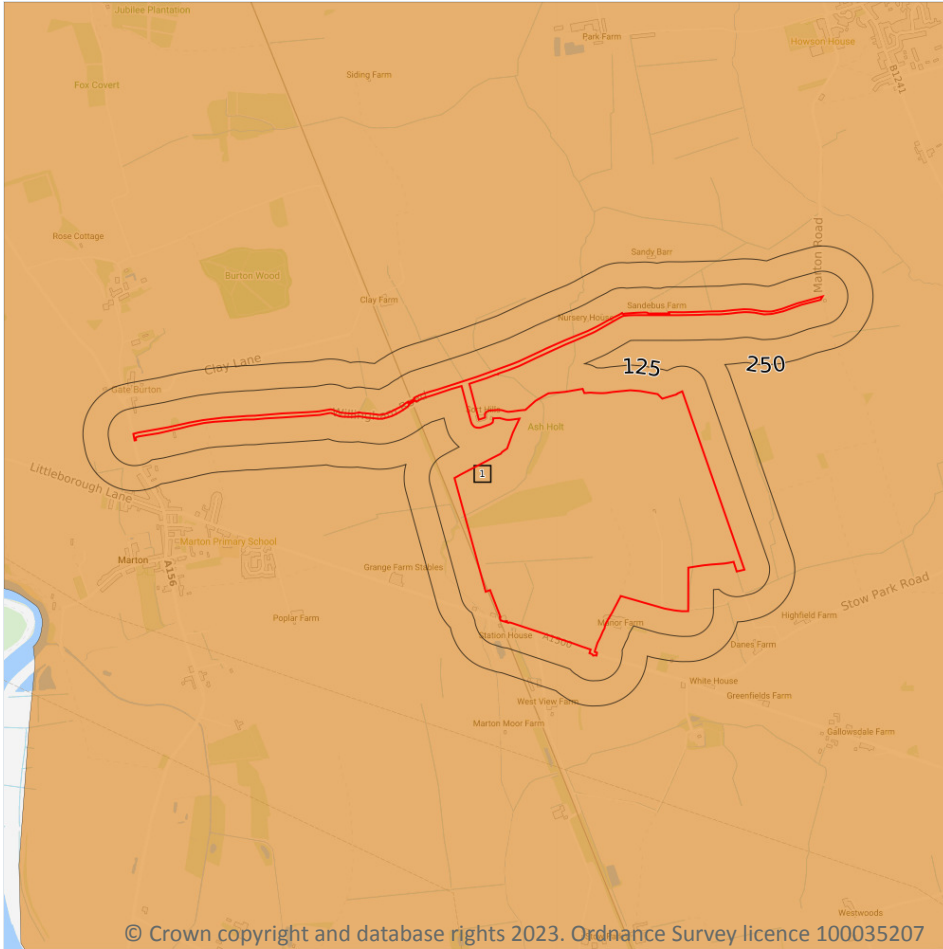 Jubilee Plantation
Park Farm
Howson House
B1241
Siding Farm
Fox Covert
Rose Cottage
Burton Wood
Sandy Barr
Marton Road
Clay Farm
Sandebus Farm
Nursery House
Clay Lane
125
250
Gate Burton
Ash Holt
Littleborough Lane
1
Marton Primary School
Marton
A156
Grange Farm Stables
Stow Park Road
Poplar Farm
Highfield Farm
Manor Farm
Station House
A1500
Danes Farm
White House
Greenfields Farm
West View Farm
Marton Moor Farm
Gallowsdale Farm
Westwoods
© Crown copyright and database rights 2023. Ordnance Survey licence 100035207